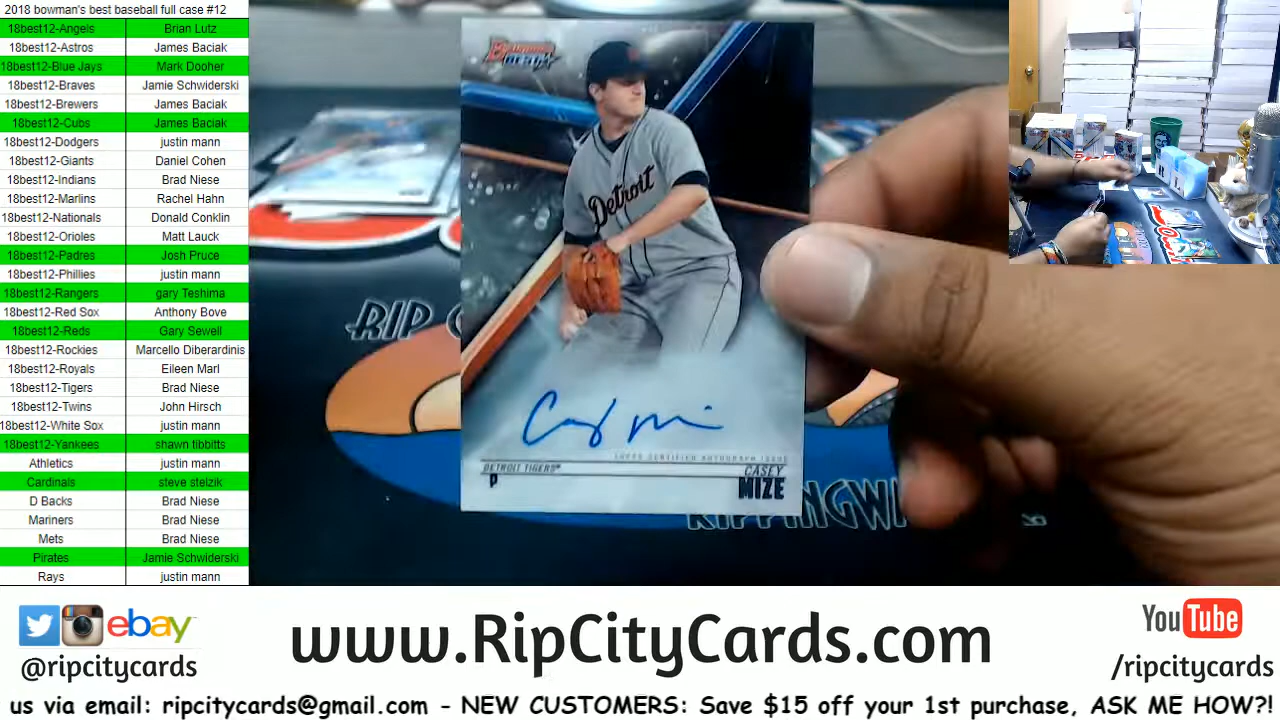 2018 bowman's best baseball full case #12
18best12-Angels Brian Lutz
18best12-Astros James Baciak
18best12-Blue Jays Mark Dooher
18best12-Braves Jamie Schwiderski
18best12-Brewers James Baciak
18best12-Cubs James Baciak
18best12-Dodgers justin mann
18best12-Giants Daniel Cohen
18best12-Indians Brad Niese
18best12-Marlins Rachel Hahn
18best12-Nationals Donald Conklin
18best12-Orioles Matt Lauck
18best12-Padres Josh Pruce
18best12-Phillies justin mann
18best12-Rangers gary Teshima
18best12-Red Sox Anthony Bove
18best12-Reds Gary Sewell
18best12-Rockies Marcello Diberardinis
18best12-Royals Eileen Marl
18best12-Tigers Brad Niese
18best12-Twins John Hirsch
18best12-White Sox justin mann
18best12-Yankees shawn tibbitts
Athletics justin mann
Cardinals steve stelzik
D Backs Brad Niese
Mariners Brad Niese
Mets Brad Niese
Pirates Jamie Schwiderski
Rays justin mann
Bowman's Best
Detroit
TOPPS CERTIFIED AUTOGRAPH ISSUE
DETROIT TIGERS
P
CASEY
MIZE
RIP
RIPPINGW
ebay
@ripcitycards
www.RipCityCards.com
YouTube
/ripcitycards
us via email: ripcitycards@gmail.com - NEW CUSTOMERS: Save $15 off your 1st purchase, ASK ME HOW?!